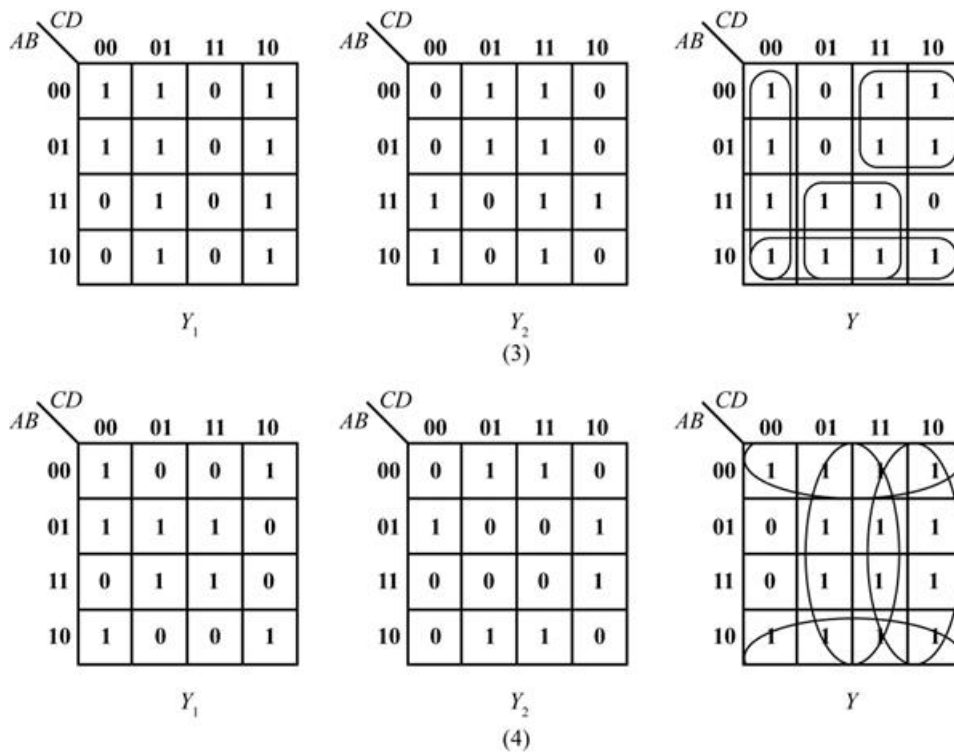 CD CD CD
AB 00 01 11 10 AB 00 01 11 10 AB 00 01 11 10
00 1 1 0 1 00 0 1 1 0 00 1 0 1 1
01 1 1 0 1 01 0 1 1 0 01 1 0 1 1
11 0 1 0 1 11 1 0 1 1 11 1 1 1 0
10 0 1 0 1 10 1 0 1 0 10 1 1 1 1
Y1 Y2 Y
(3)
CD CD CD
AB 00 01 11 10 AB 00 01 11 10 AB 00 01 11 10
00 1 0 0 1 00 0 1 1 0 00 1 1 1 1
01 1 1 1 0 01 1 0 0 1 01 0 1 1 1
11 0 1 1 0 11 0 0 0 1 11 0 1 1 1
10 1 0 0 1 10 0 1 1 0 10 1 1 1 1
Y1 Y2 Y
(4)